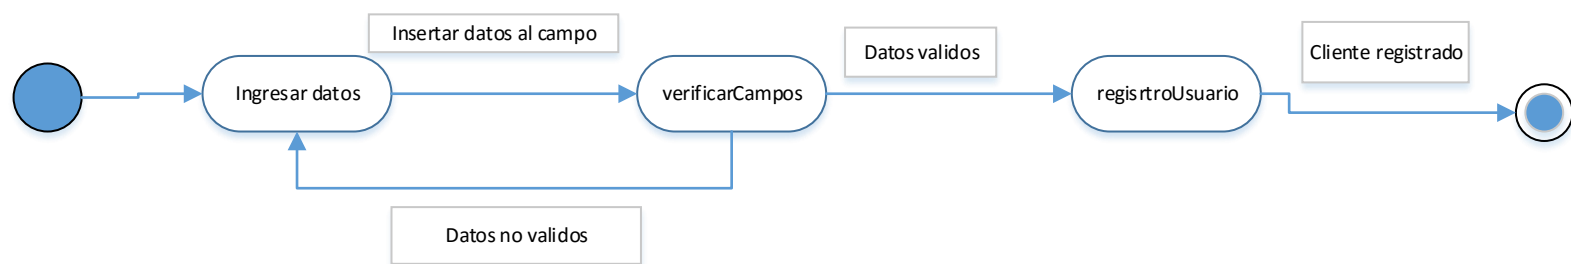 Insertar datos al campo
Datos validos
Cliente registrado
Ingresar datos
verificarCampos
regisrtroUsuario
Datos no validos